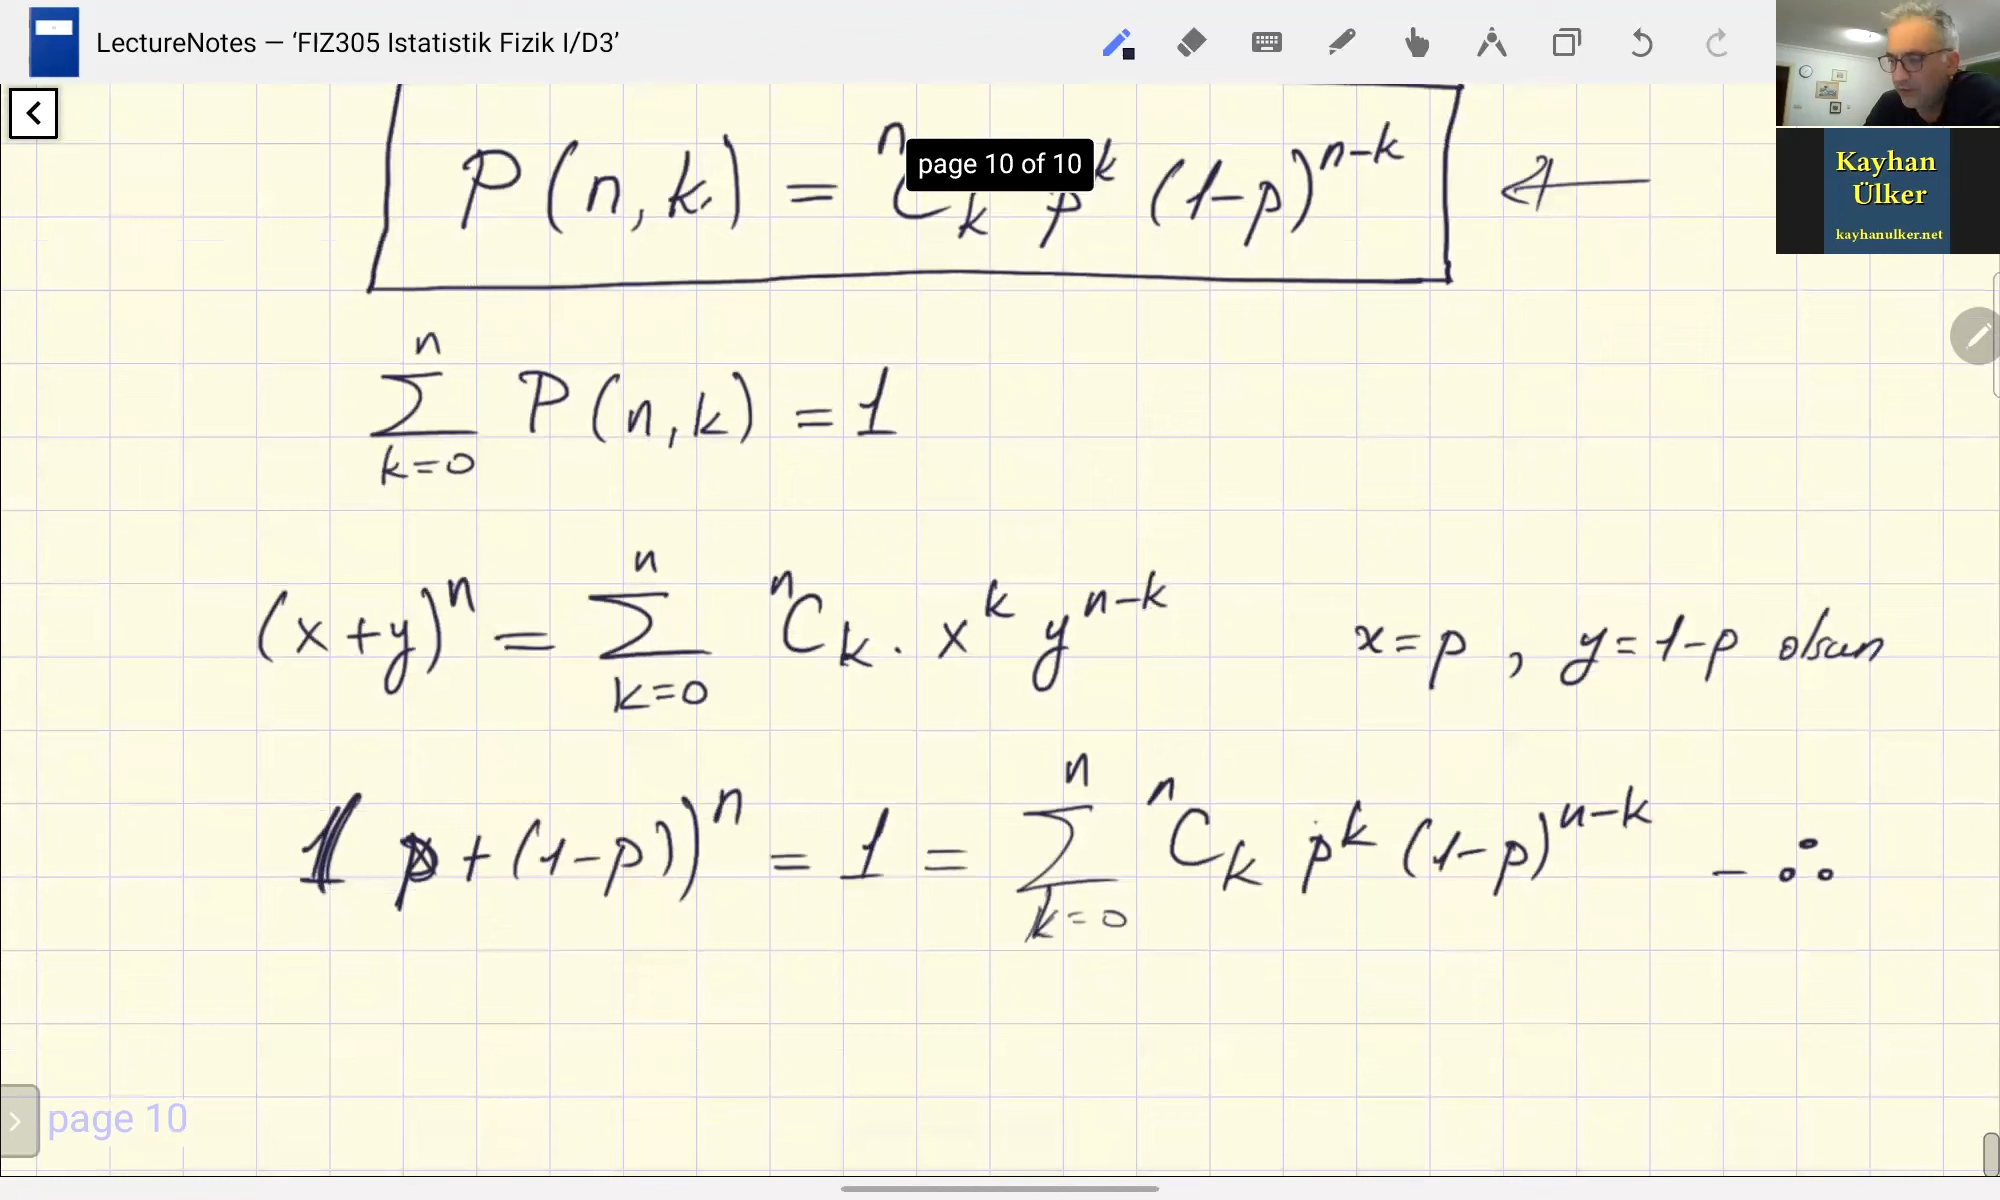 LectureNotes — ‘FIZ305 Istatistik Fizik I/D3’
Kayhan
Ülker
kayhanulker.net
page 10 of 10
P(n,k) = ⁿCₖ pᵏ (1-p)ⁿ⁻ᵏ ←
∑ₖ₌₀ⁿ P(n,k) = 1
(x+y)ⁿ = ∑ₖ₌₀ⁿ ⁿCₖ . xᵏ yⁿ⁻ᵏ x=p , y=1-p olsun
( p+(1-p))ⁿ = 1 = ∑ₖ₌₀ⁿ ⁿCₖ pᵏ (1-p)ⁿ⁻ᵏ - ∴
page 10